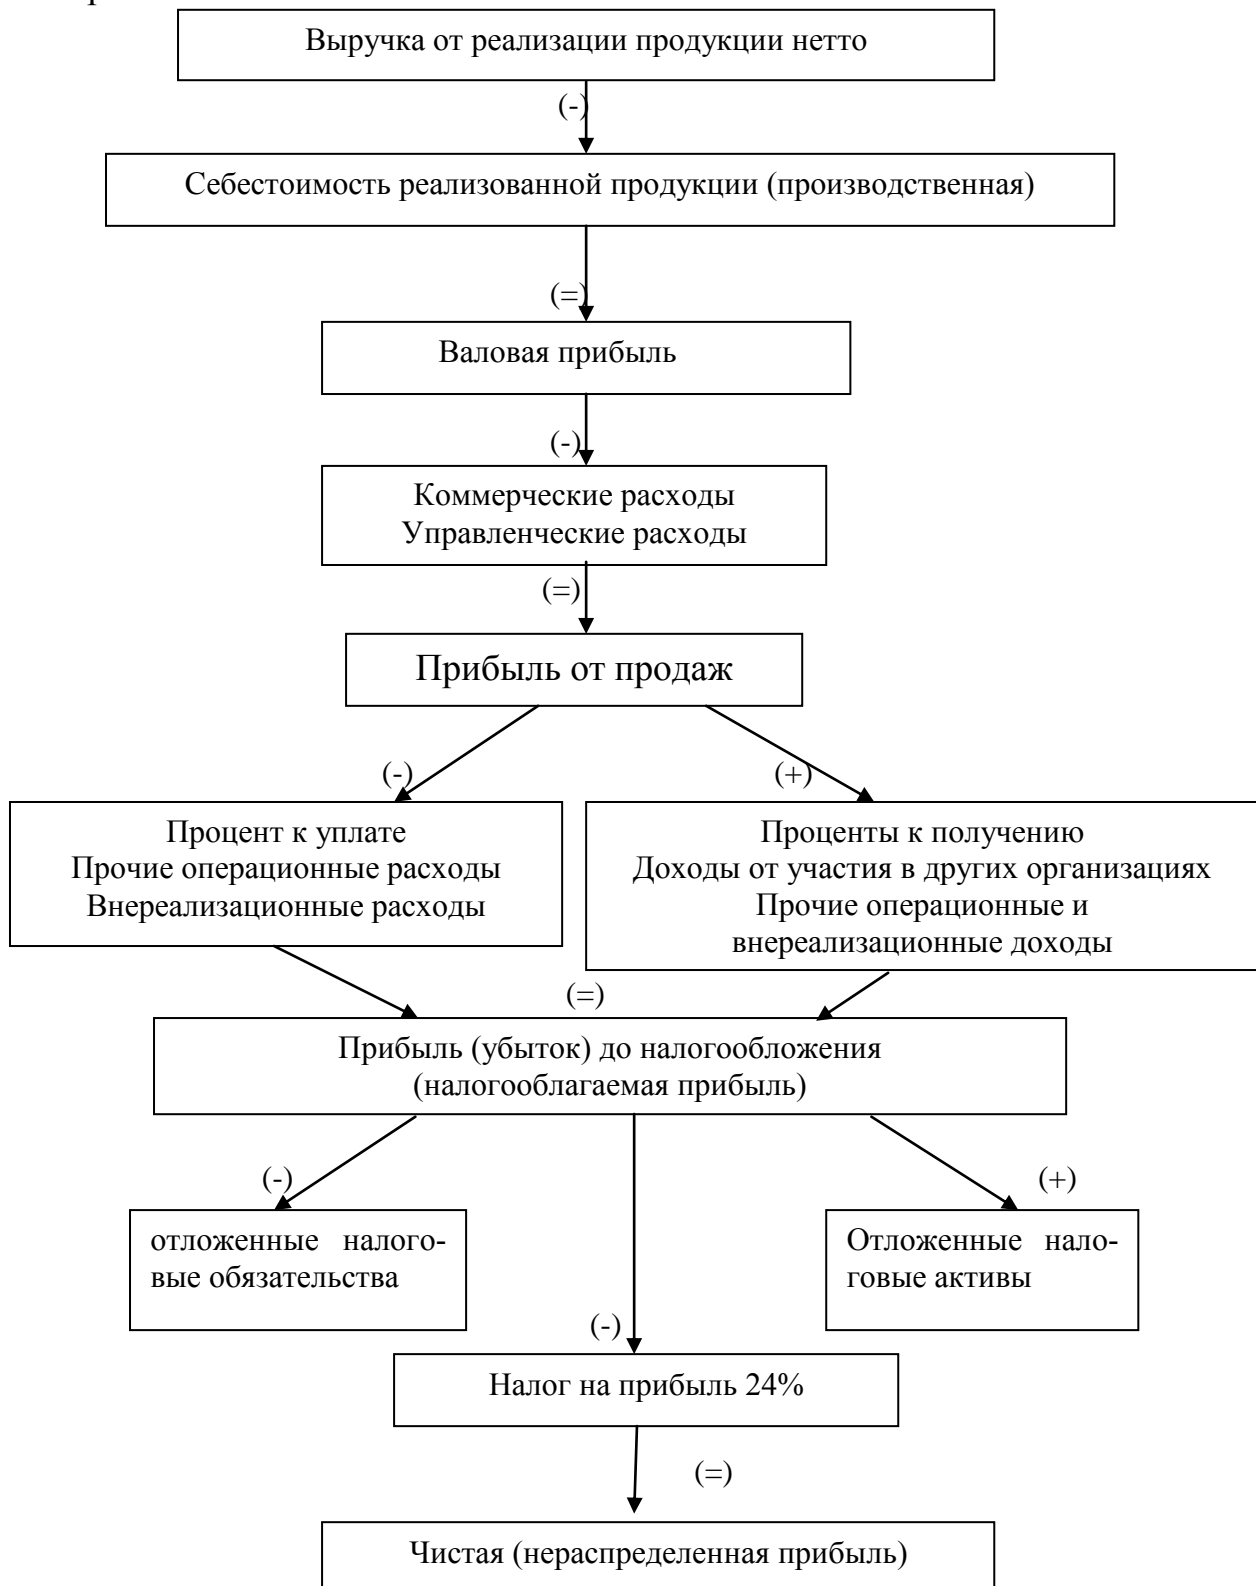 Выручка от реализации продукции нетто
(-)
Себестоимость реализованной продукции (производственная)
(=)
Валовая прибыль
(-)
Коммерческие расходы
Управленческие расходы
(=)
Прибыль от продаж
(-)
(+)
Процент к уплате
Прочие операционные расходы
Внереализационные расходы
Проценты к получению
Доходы от участия в других организациях
Прочие операционные и
внереализационные доходы
(=)
Прибыль (убыток) до налогообложения
(налогооблагаемая прибыль)
(-)
(+)
отложенные налого-
вые обязательства
Отложенные нало-
говые активы
(-)
Налог на прибыль 24%
(=)
Чистая (нераспределенная прибыль)